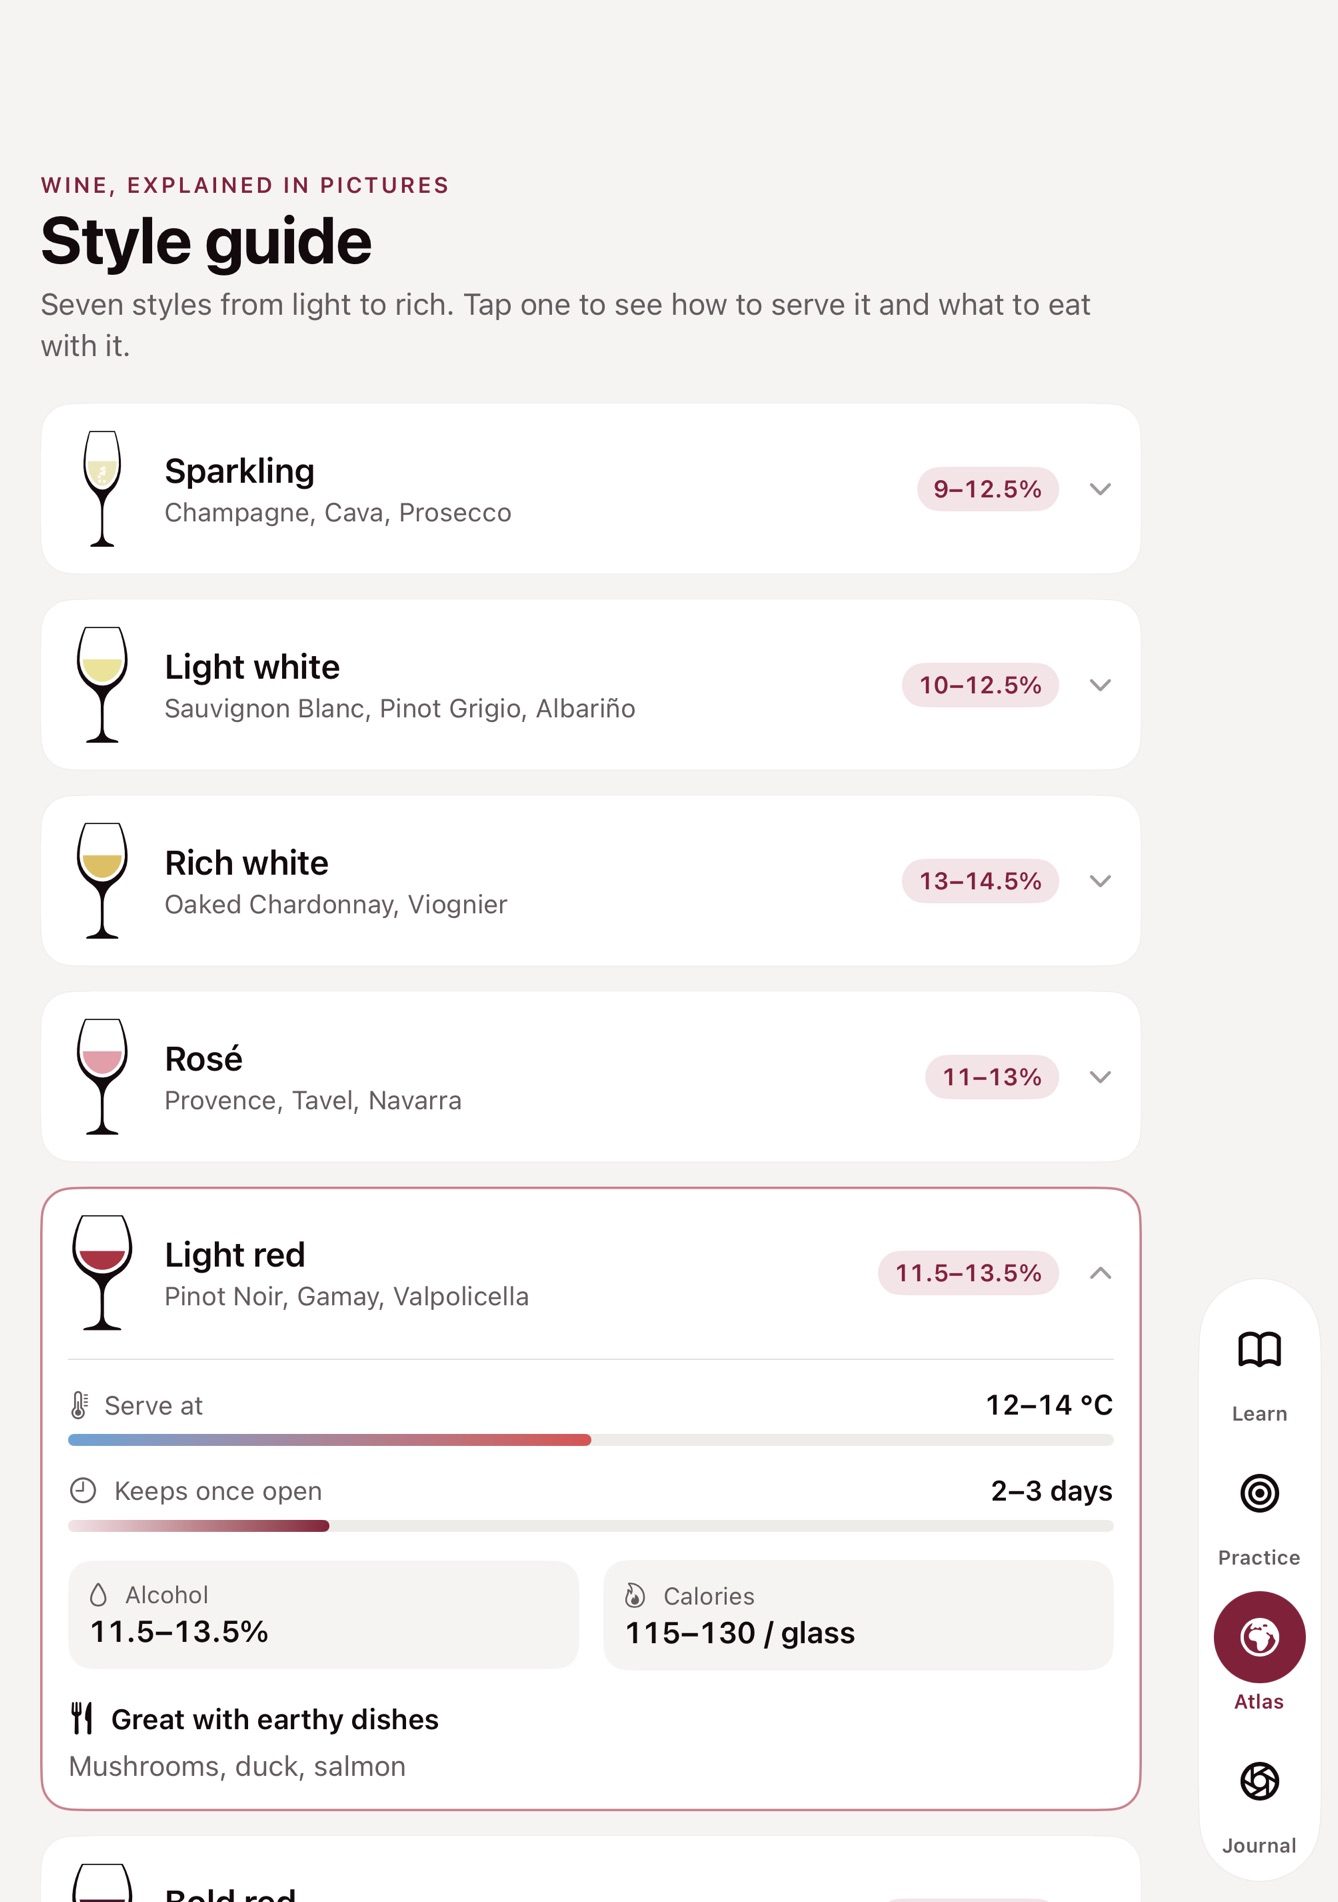 WINE, EXPLAINED IN PICTURES
Style guide
Seven styles from light to rich. Tap one to see how to serve it and what to eat
with it.
Sparkling
Champagne, Cava, Prosecco
9–12.5%
Light white
Sauvignon Blanc, Pinot Grigio, Albariño
10–12.5%
Rich white
Oaked Chardonnay, Viognier
13–14.5%
Rosé
Provence, Tavel, Navarra
11–13%
Light red
Pinot Noir, Gamay, Valpolicella
11.5–13.5%
Serve at
12–14 °C
Keeps once open
2–3 days
Alcohol
11.5–13.5%
Calories
115–130 / glass
Great with earthy dishes
Mushrooms, duck, salmon
Bold red
Learn
Practice
Atlas
Journal